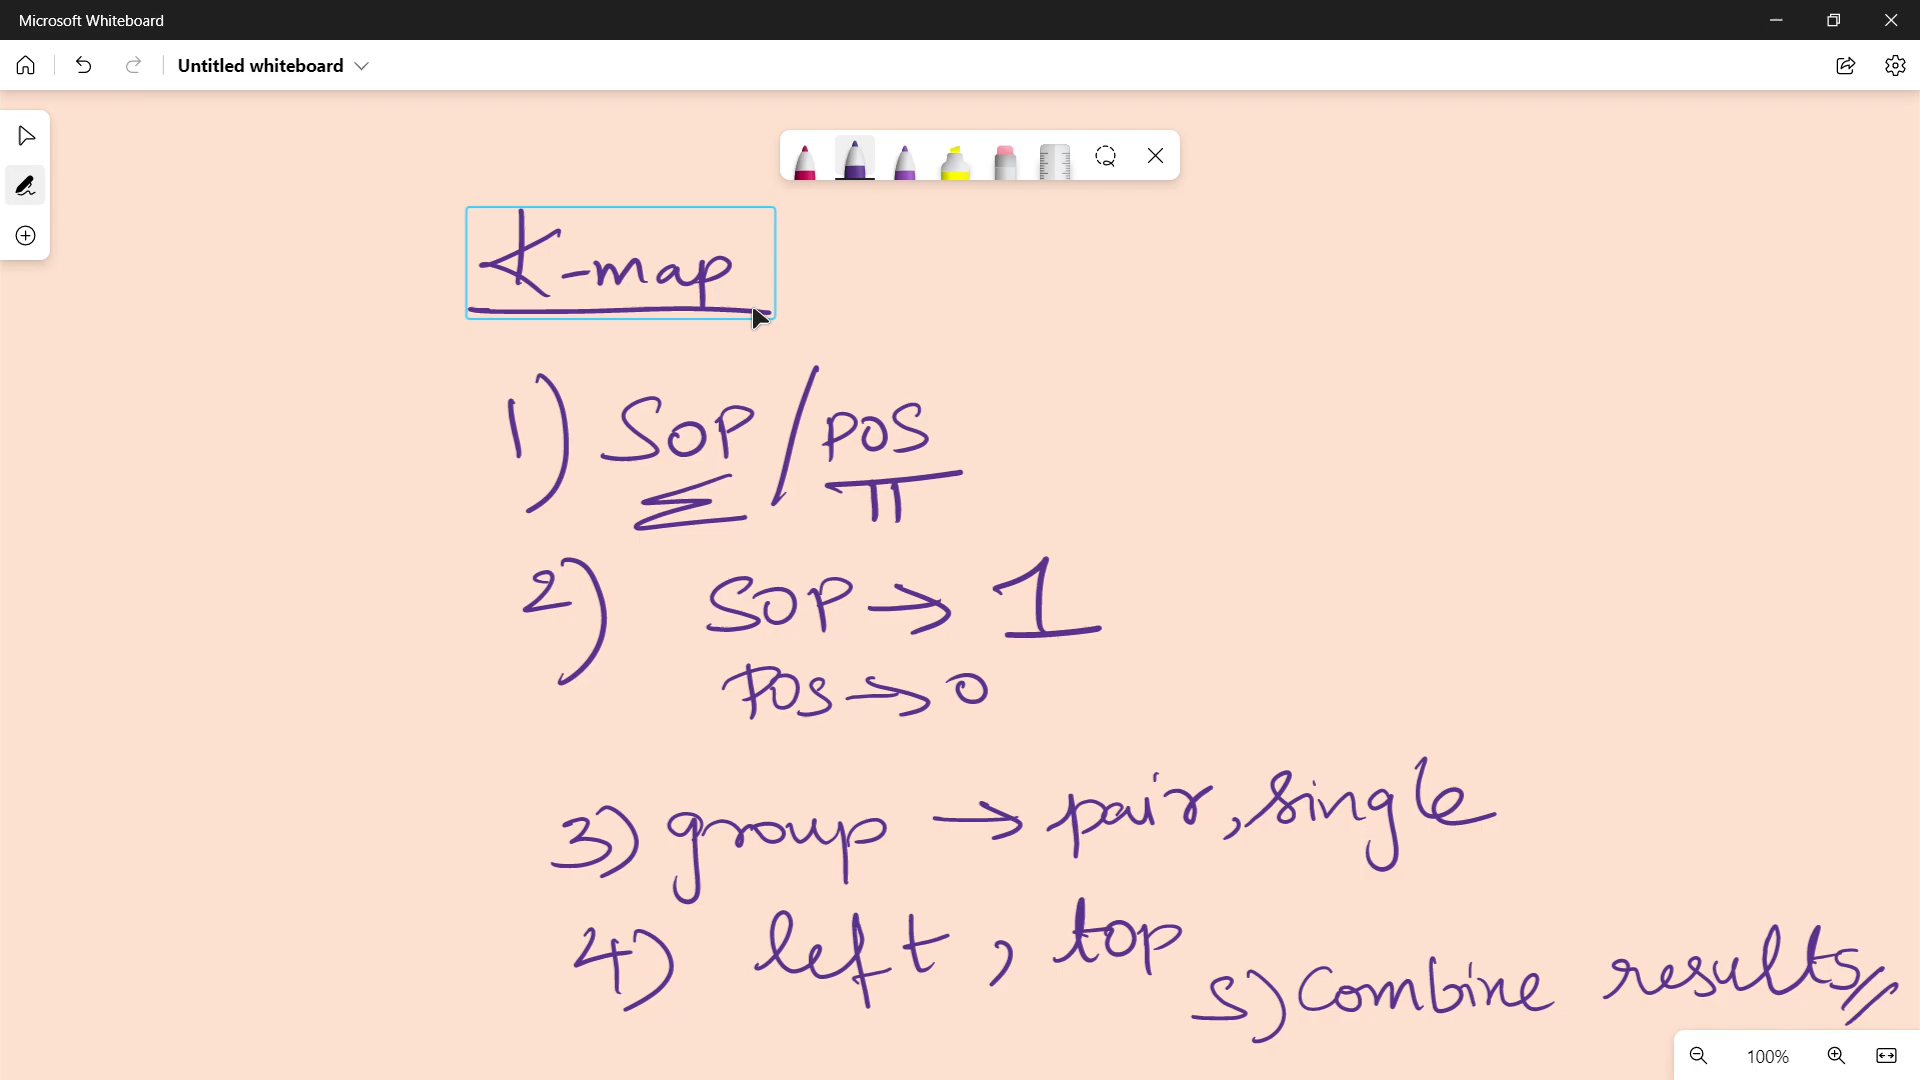 Microsoft Whiteboard
Untitled whiteboard
K-map
1) SOP / POS
Σ π
2) SOP → 1
POS → 0
3) group → pair, single
4) left, top
5) Combine results //
100%